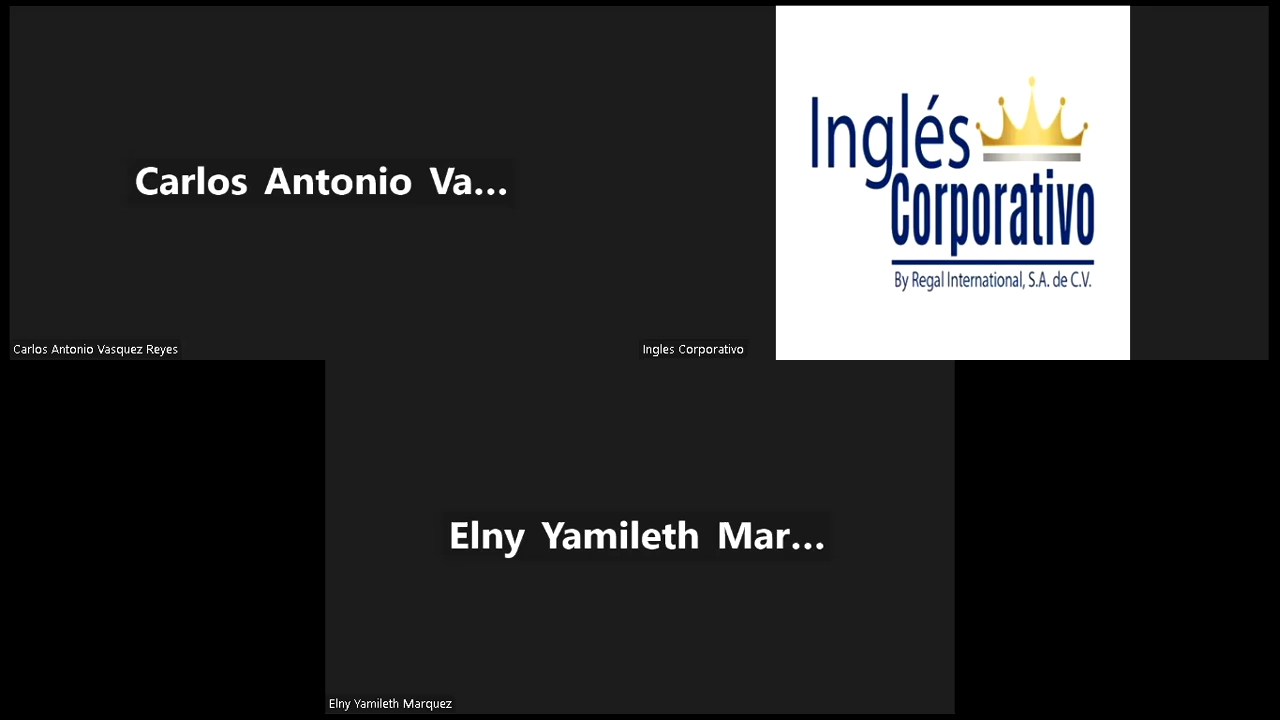 Carlos Antonio Va...
Carlos Antonio Vasquez Reyes
Inglés
Corporativo
By Regal International, S.A. de C.V.
Ingles Corporativo
Elny Yamileth Mar...
Elny Yamileth Marquez